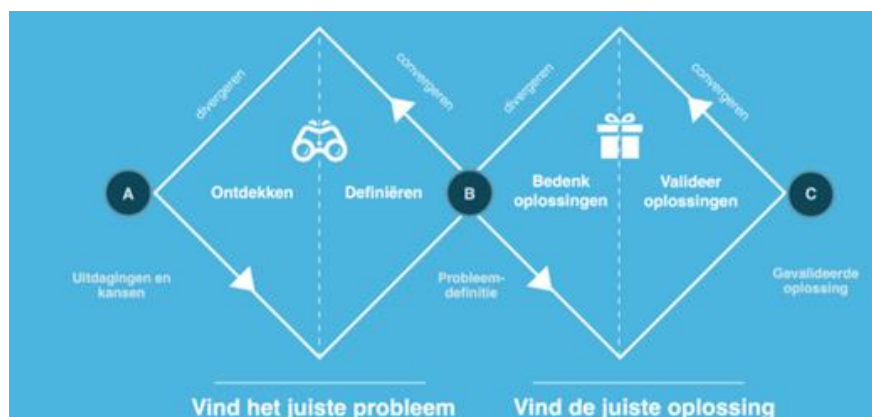 divergeren
convergeren
divergeren
convergeren
A
Ontdekken
Definiëren
B
Bedenk
oplossingen
Valideer
oplossingen
C
Uitdagingen en
kansen
Probleem-
definitie
Gevalideerde
oplossing
Vind het juiste probleem
Vind de juiste oplossing